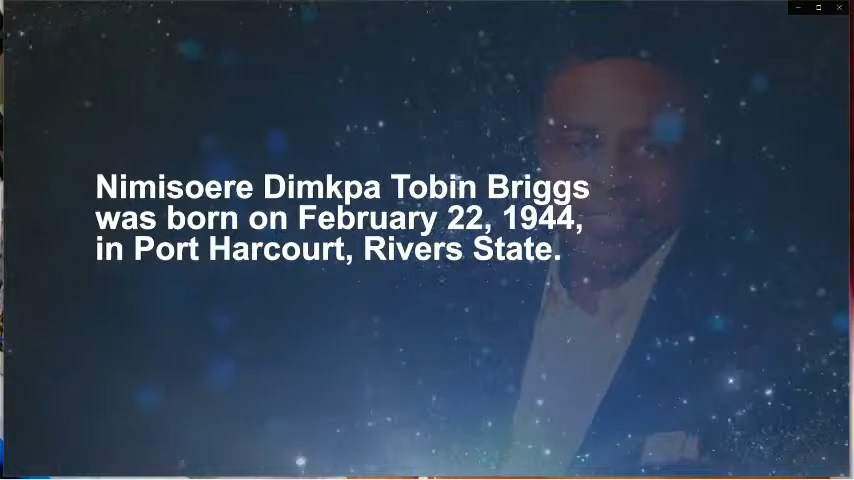 Nimisoere Dimkpa Tobin Briggs
was born on February 22, 1944,
in Port Harcourt, Rivers State.